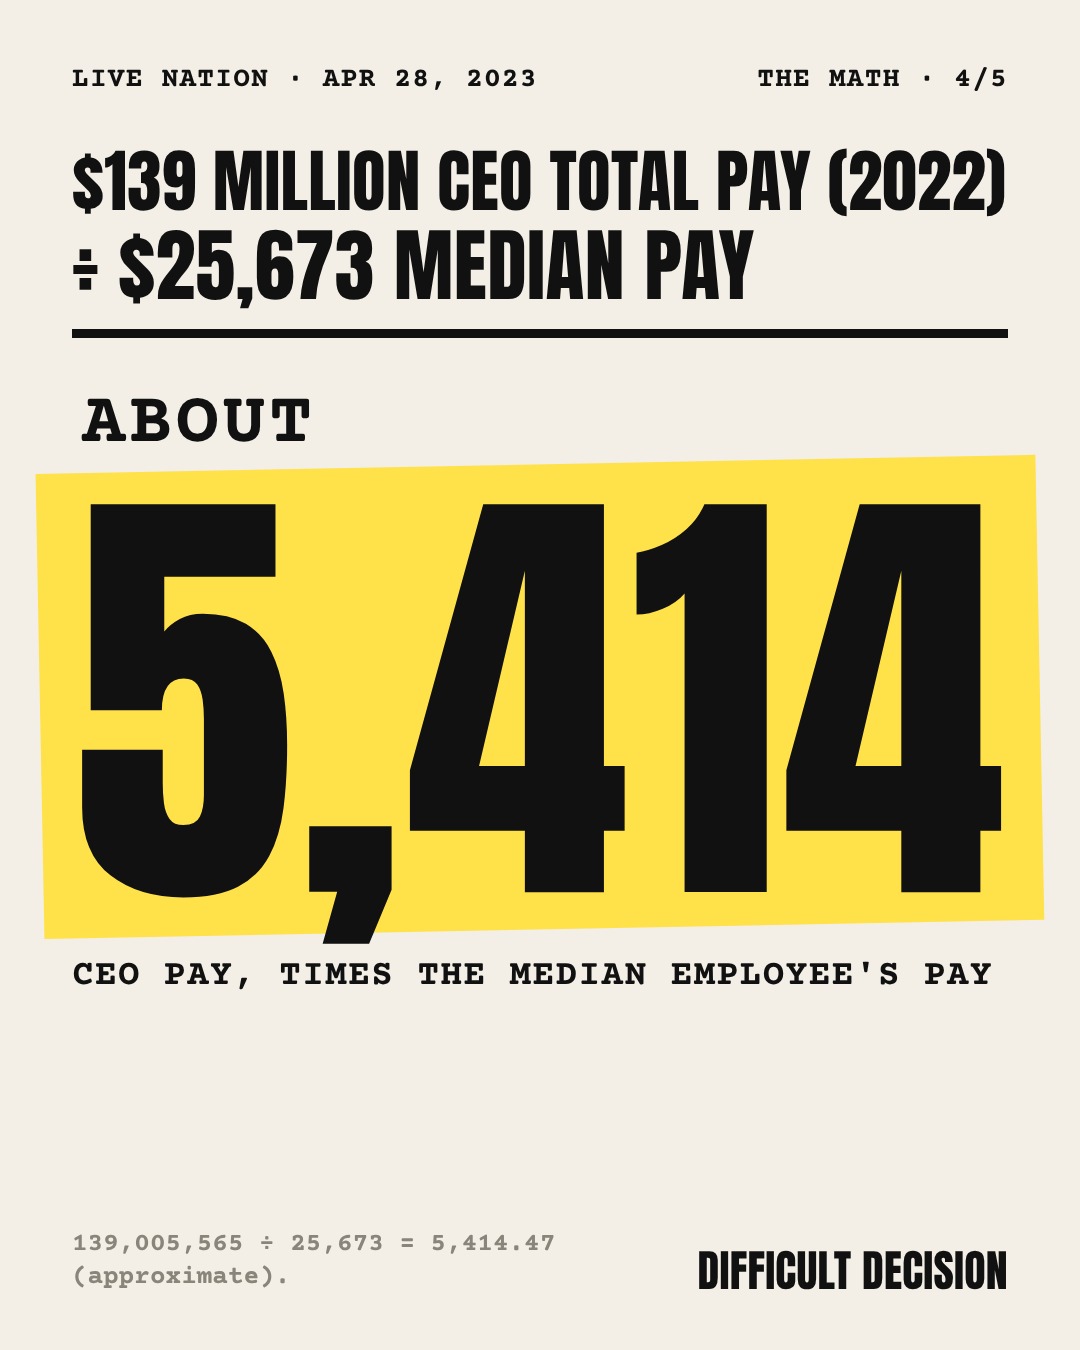 LIVE NATION · APR 28, 2023
THE MATH · 4/5
$139 MILLION CEO TOTAL PAY (2022)
÷ $25,673 MEDIAN PAY
ABOUT
5,414
CEO PAY, TIMES THE MEDIAN EMPLOYEE'S PAY
139,005,565 ÷ 25,673 = 5,414.47
(approximate).
DIFFICULT DECISION